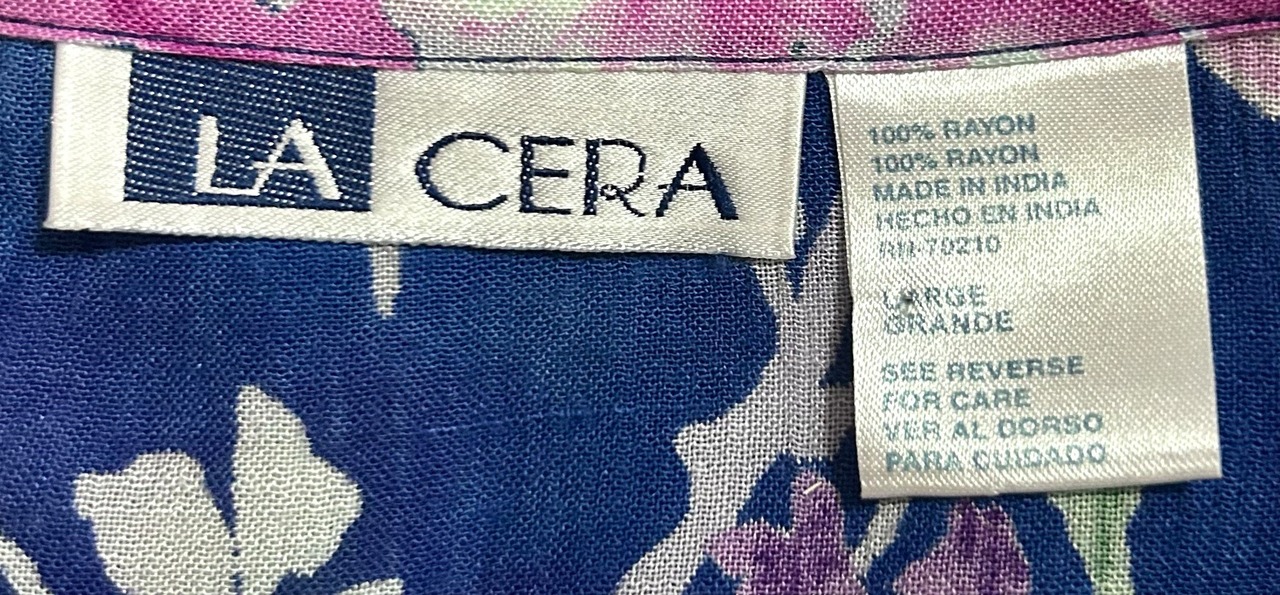 LA CERA
100% RAYON
100% RAYON
MADE IN INDIA
HECHO EN INDIA
RN-70210
LARGE
GRANDE
SEE REVERSE
FOR CARE
VER AL DORSO
PARA CUIDADO